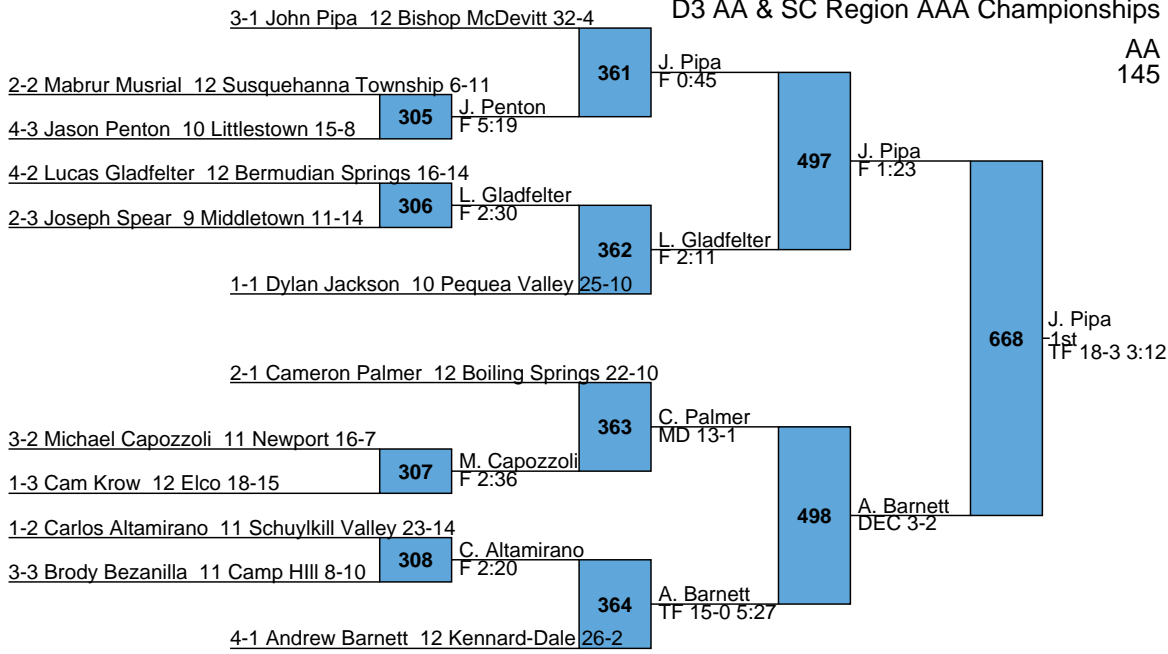 D3 AA & SC Region AAA Championships
AA
145
3-1 John Pipa 12 Bishop McDevitt 32-4
361
J. Pipa
F 0:45
2-2 Mabrur Musrial 12 Susquehanna Township 6-11
305
J. Penton
F 5:19
4-3 Jason Penton 10 Littlestown 15-8
497
J. Pipa
F 1:23
4-2 Lucas Gladfelter 12 Bermudian Springs 16-14
306
L. Gladfelter
F 2:30
2-3 Joseph Spear 9 Middletown 11-14
362
L. Gladfelter
F 2:11
1-1 Dylan Jackson 10 Pequea Valley 25-10
668
J. Pipa
1st
TF 18-3 3:12
2-1 Cameron Palmer 12 Boiling Springs 22-10
363
C. Palmer
MD 13-1
3-2 Michael Capozzoli 11 Newport 16-7
307
M. Capozzoli
F 2:36
1-3 Cam Krow 12 Elco 18-15
498
A. Barnett
DEC 3-2
1-2 Carlos Altamirano 11 Schuylkill Valley 23-14
308
C. Altamirano
F 2:20
3-3 Brody Bezanilla 11 Camp HIll 8-10
364
A. Barnett
TF 15-0 5:27
4-1 Andrew Barnett 12 Kennard-Dale 26-2